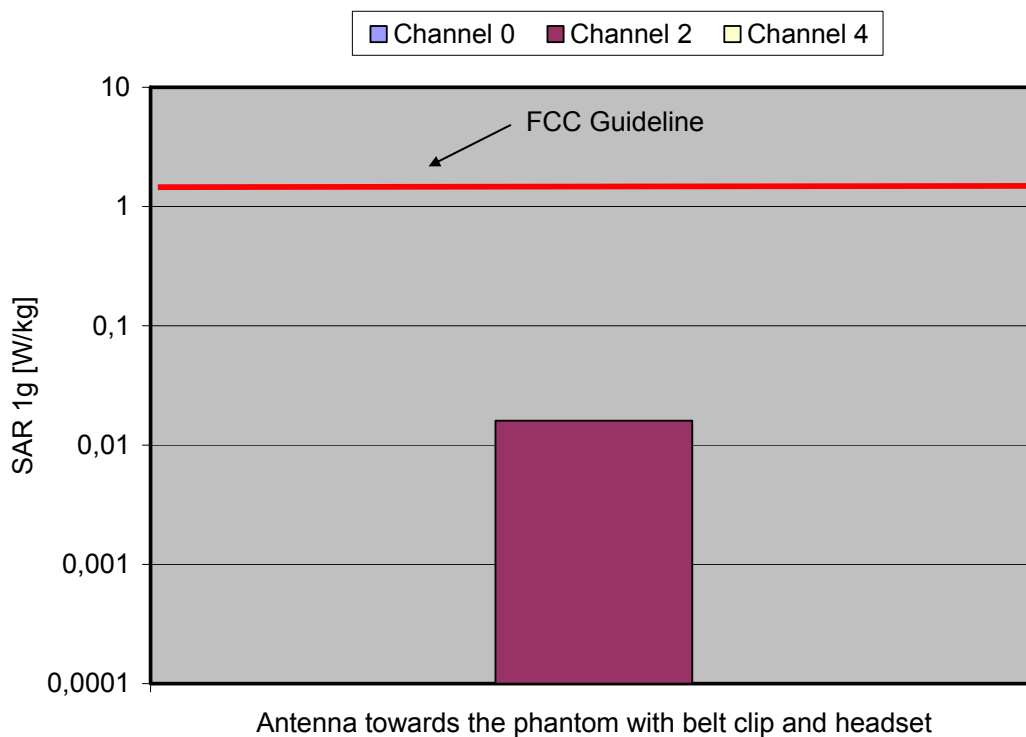 Channel 0 Channel 2 Channel 4
10
FCC Guideline
1
0,1
SAR 1g [W/kg]
0,01
0,001
0,0001
Antenna towards the phantom with belt clip and headset